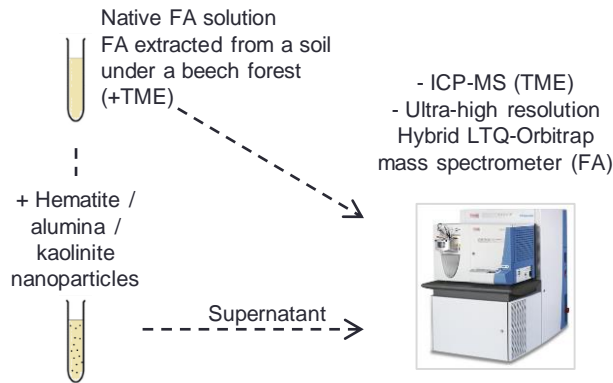 Native FA solution
FA extracted from a soil
under a beech forest
(+TME)
- ICP-MS (TME)
- Ultra-high resolution
Hybrid LTQ-Orbitrap
mass spectrometer (FA)
+ Hematite /
alumina /
kaolinite
nanoparticles
Supernatant